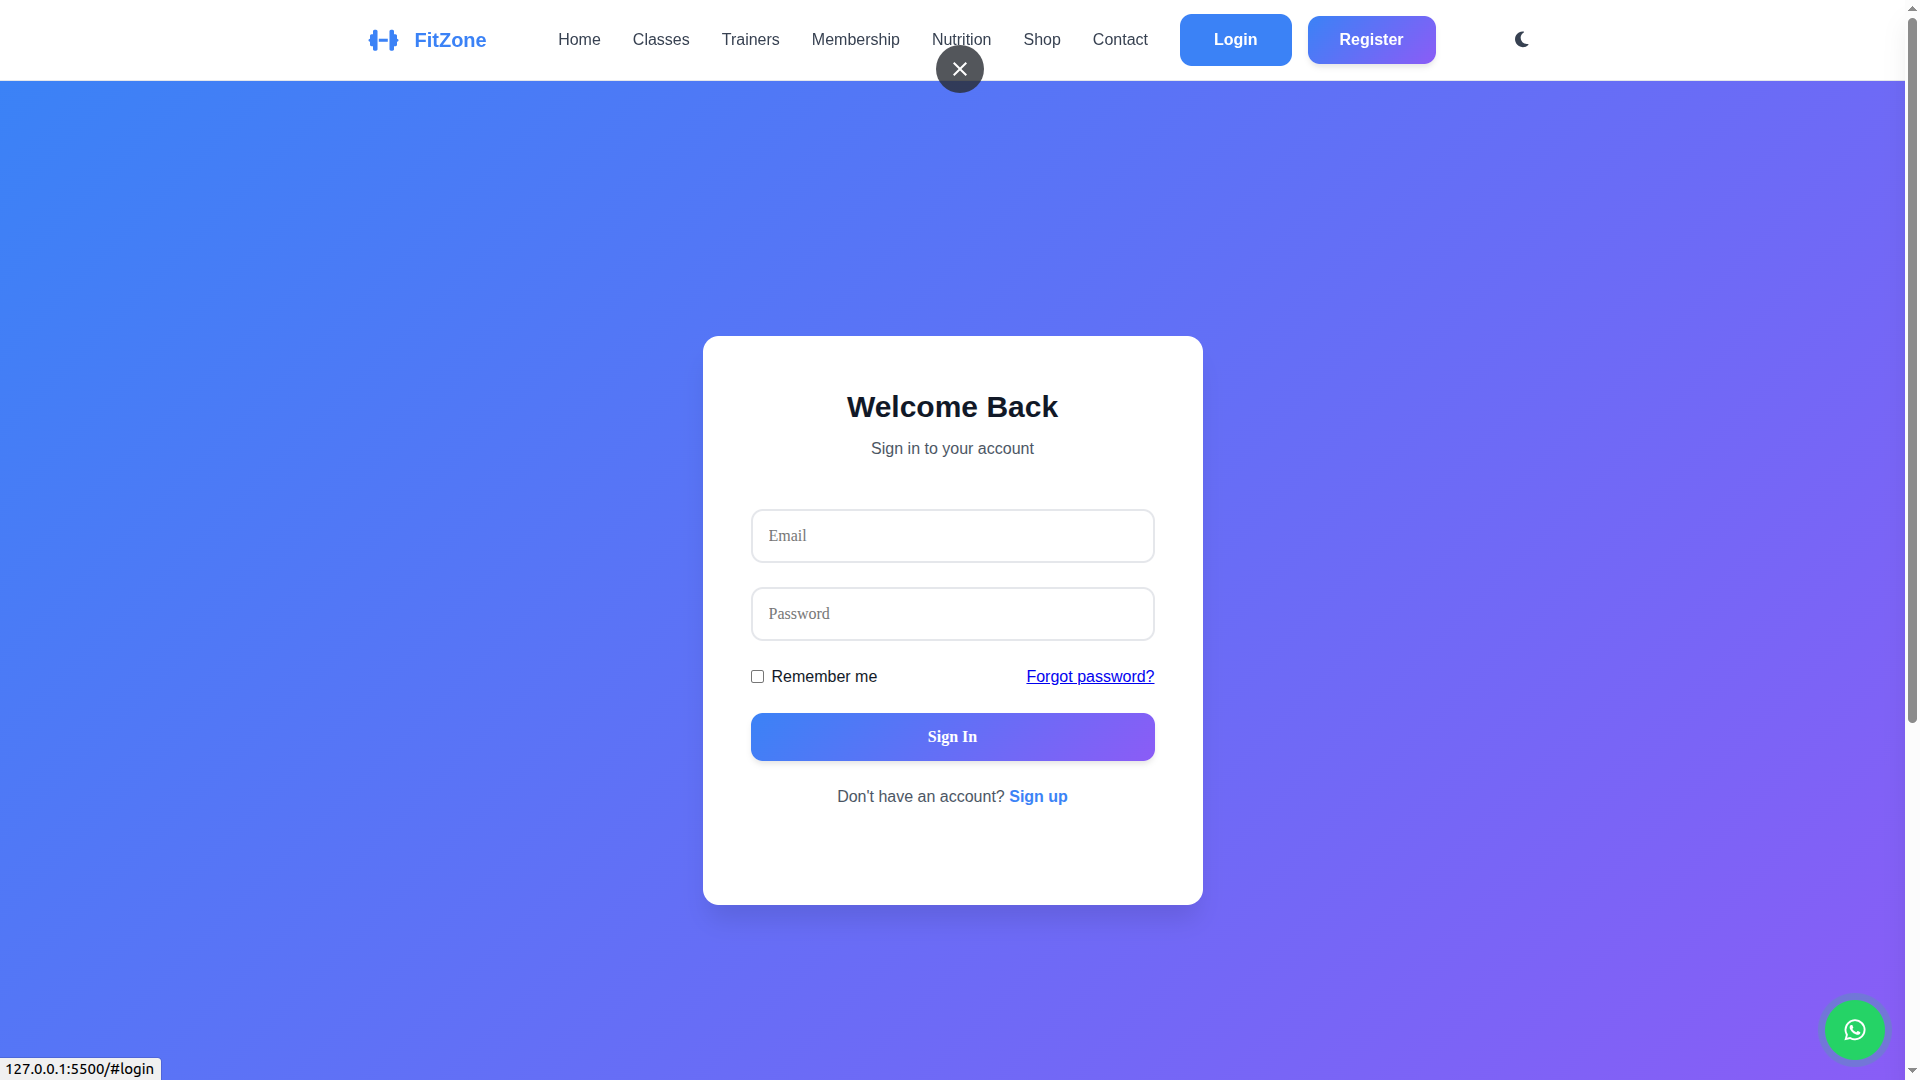 FitZone
Home Classes Trainers Membership Nutrition Shop Contact Login Register
Welcome Back
Sign in to your account
Email
Password
Remember me Forgot password?
Sign In
Don't have an account? Sign up
127.0.0.1:5500/#login